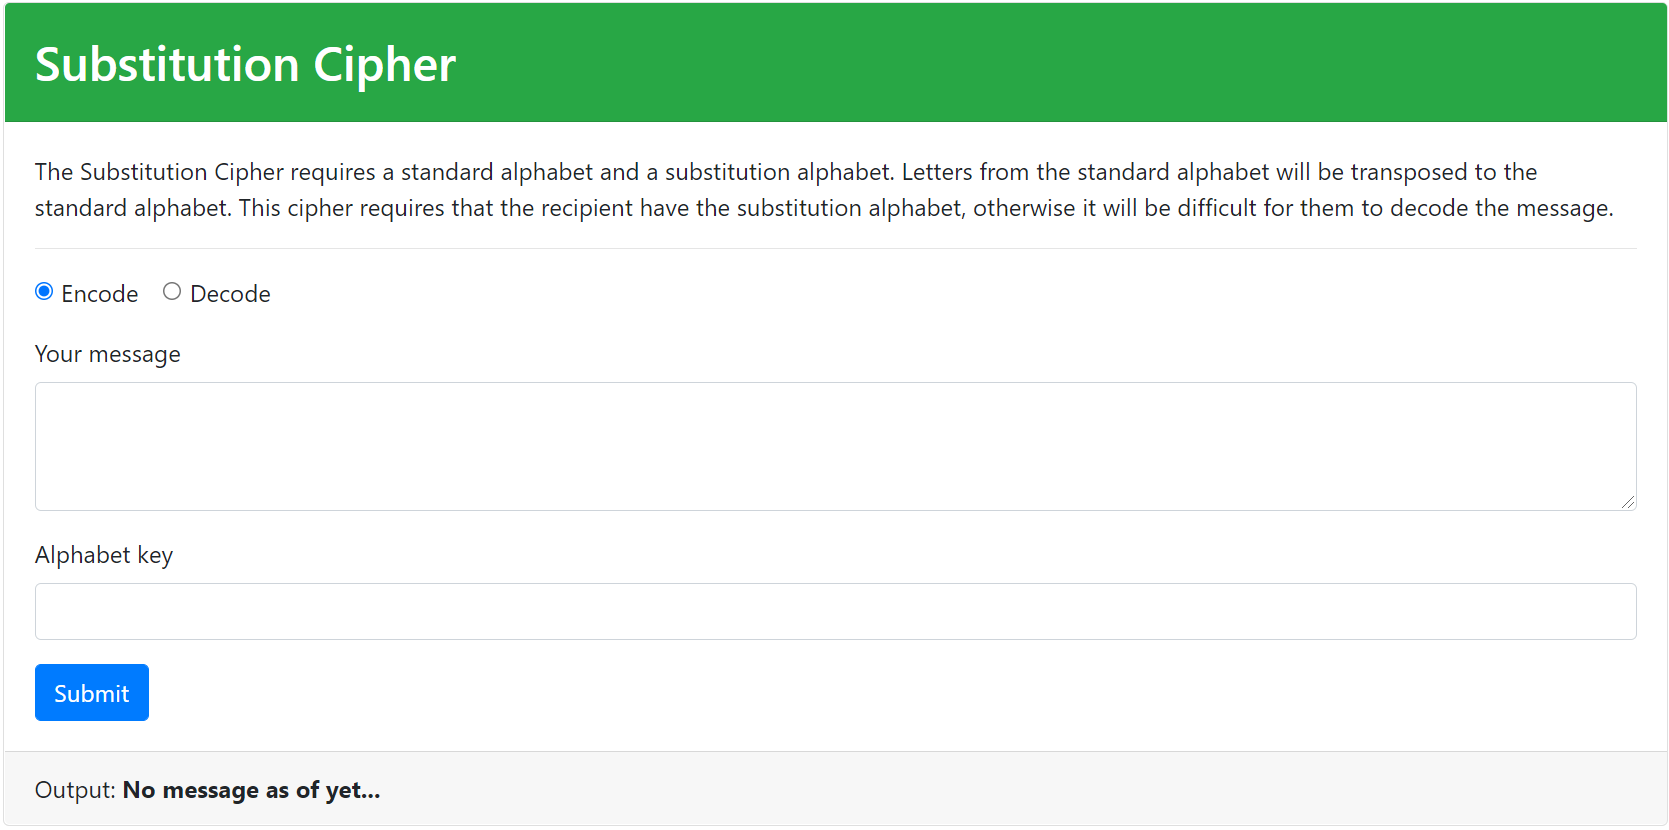 Substitution Cipher
The Substitution Cipher requires a standard alphabet and a substitution alphabet. Letters from the standard alphabet will be transposed to the
standard alphabet. This cipher requires that the recipient have the substitution alphabet, otherwise it will be difficult for them to decode the message.
Encode Decode
Your message
Alphabet key
Submit
Output: No message as of yet...